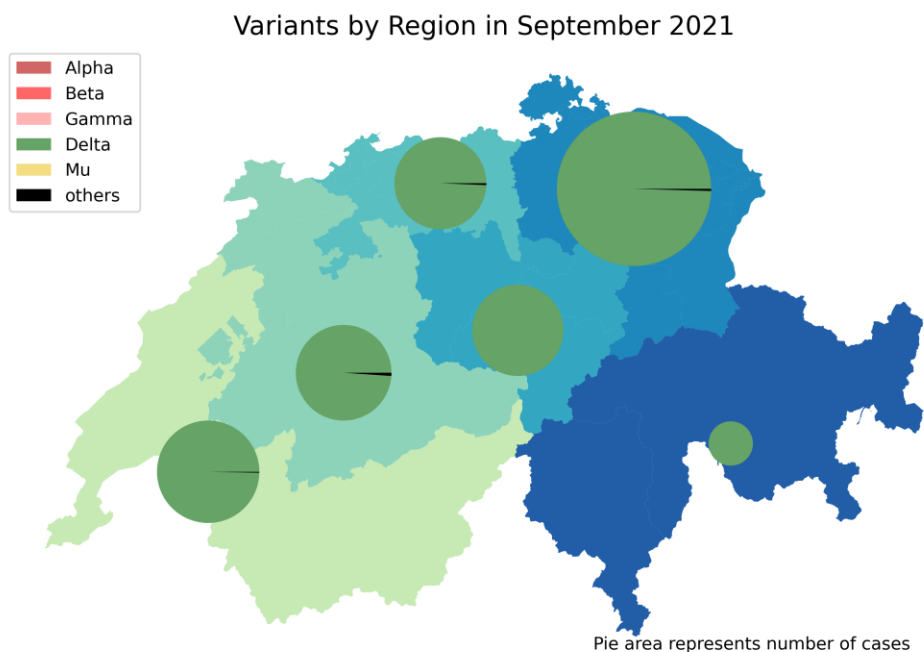 Variants by Region in September 2021
Alpha
Beta
Gamma
Delta
Mu
others
Pie area represents number of cases